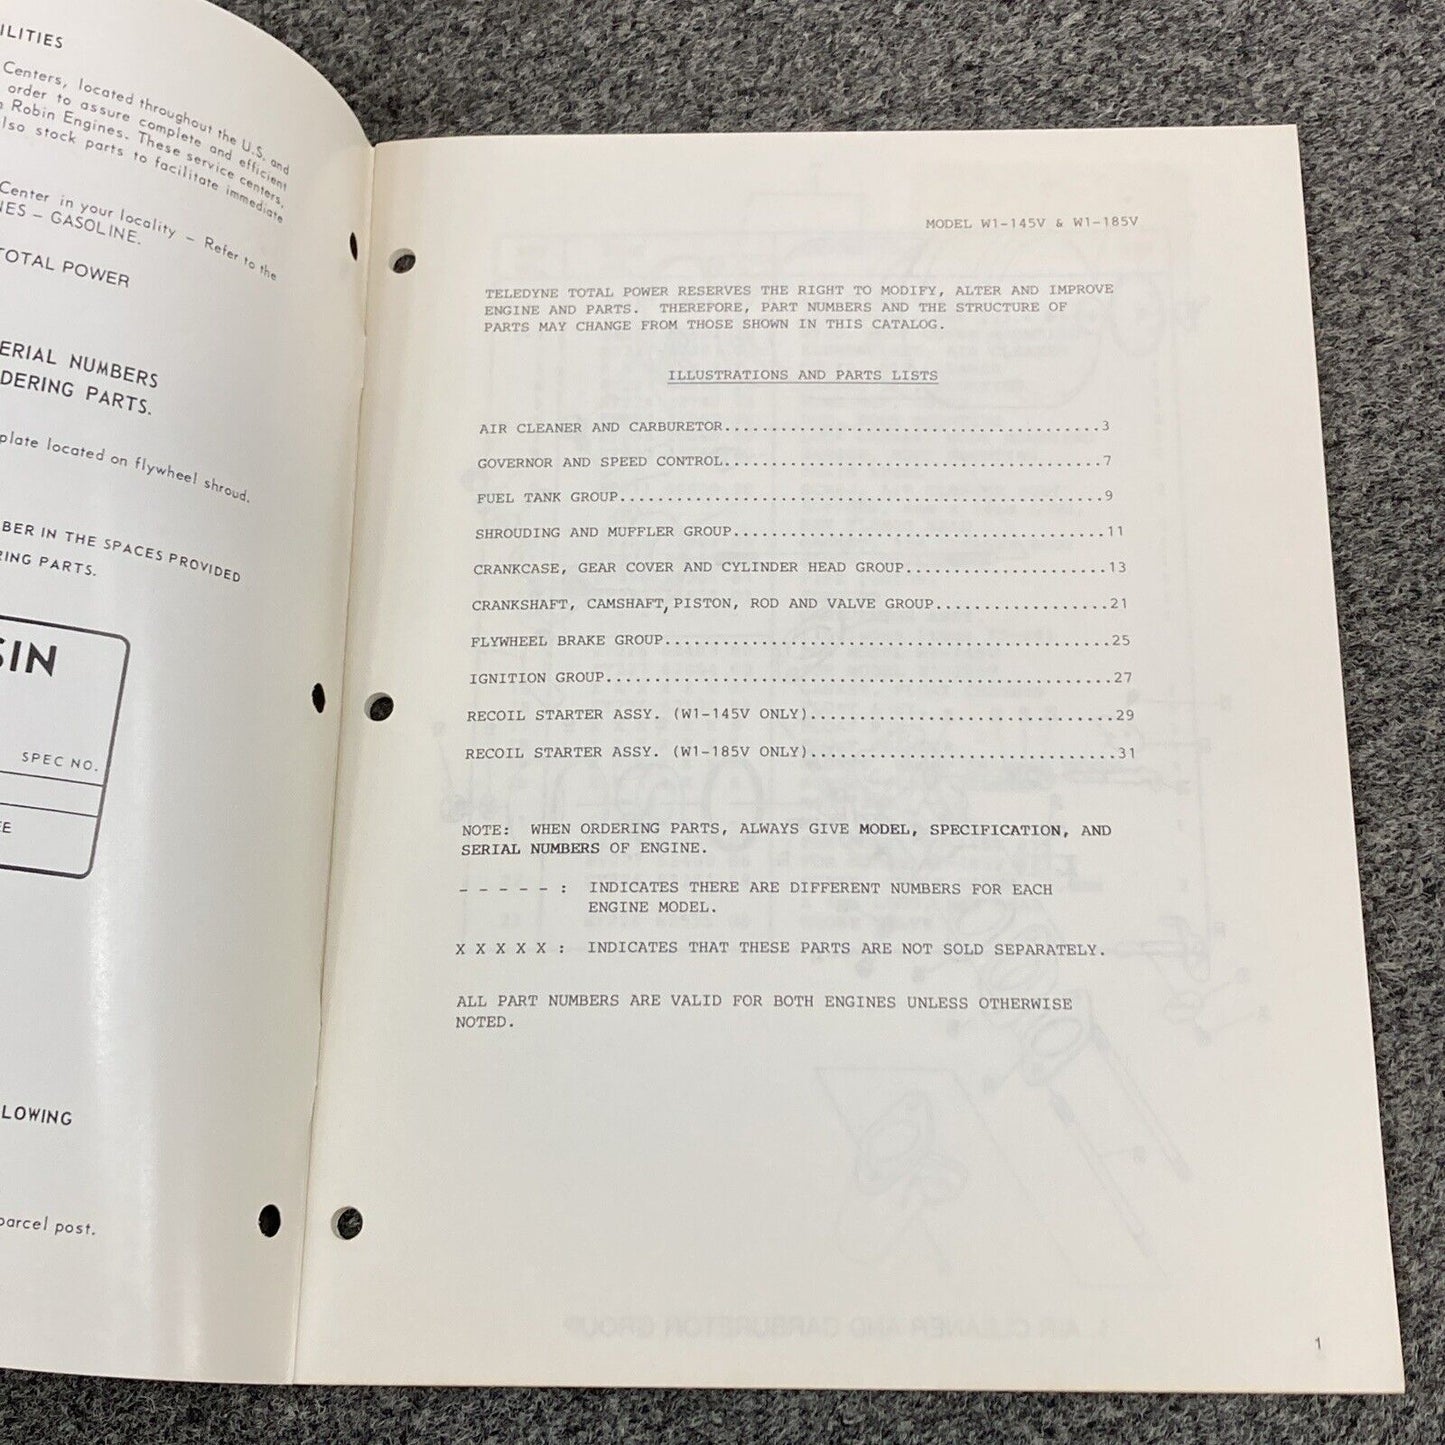 ILITIES
Centers, located throughout the U.S. and
order to assure complete and efficient
Robin Engines. These service centers,
lso stock parts to facilitate immediate
Center in your locality – Refer to the
NES – GASOLINE.
TOTAL POWER
ERIAL NUMBERS
DERING PARTS.
plate located on flywheel shroud.
BER IN THE SPACES PROVIDED
RING PARTS.
SIN
SPEC NO.
EE
LOWING
parcel post.
MODEL W1-145V & W1-185V
TELEDYNE TOTAL POWER RESERVES THE RIGHT TO MODIFY, ALTER AND IMPROVE
ENGINE AND PARTS. THEREFORE, PART NUMBERS AND THE STRUCTURE OF
PARTS MAY CHANGE FROM THOSE SHOWN IN THIS CATALOG.
ILLUSTRATIONS AND PARTS LISTS
AIR CLEANER AND CARBURETOR.......................................3
GOVERNOR AND SPEED CONTROL.......................................7
FUEL TANK GROUP..................................................9
SHROUDING AND MUFFLER GROUP......................................11
CRANKCASE, GEAR COVER AND CYLINDER HEAD GROUP.....................13
CRANKSHAFT, CAMSHAFT, PISTON, ROD AND VALVE GROUP..................21
FLYWHEEL BRAKE GROUP..............................................25
IGNITION GROUP....................................................27
RECOIL STARTER ASSY. (W1-145V ONLY)...............................29
RECOIL STARTER ASSY. (W1-185V ONLY)...............................31
NOTE: WHEN ORDERING PARTS, ALWAYS GIVE MODEL, SPECIFICATION, AND
SERIAL NUMBERS OF ENGINE.
– – – – – : INDICATES THERE ARE DIFFERENT NUMBERS FOR EACH
ENGINE MODEL.
X X X X X : INDICATES THAT THESE PARTS ARE NOT SOLD SEPARATELY.
ALL PART NUMBERS ARE VALID FOR BOTH ENGINES UNLESS OTHERWISE
NOTED.
1. AIR CLEANER AND CARBURETOR GROUP
1